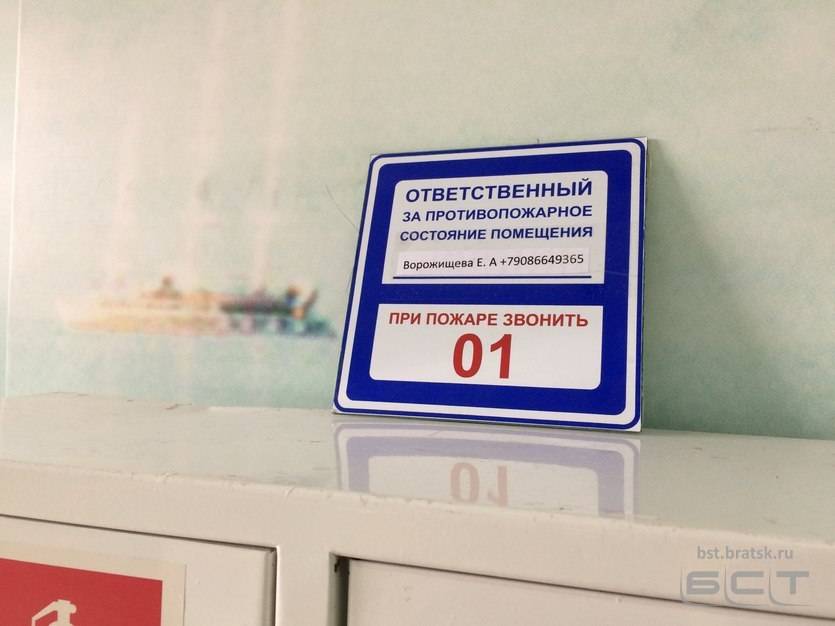 ОТВЕТСТВЕННЫЙ
ЗА ПРОТИВОПОЖАРНОЕ
СОСТОЯНИЕ ПОМЕЩЕНИЯ
Ворожищева Е. А +79086649365
ПРИ ПОЖАРЕ ЗВОНИТЬ
01
bst.bratsk.ru
БСТ